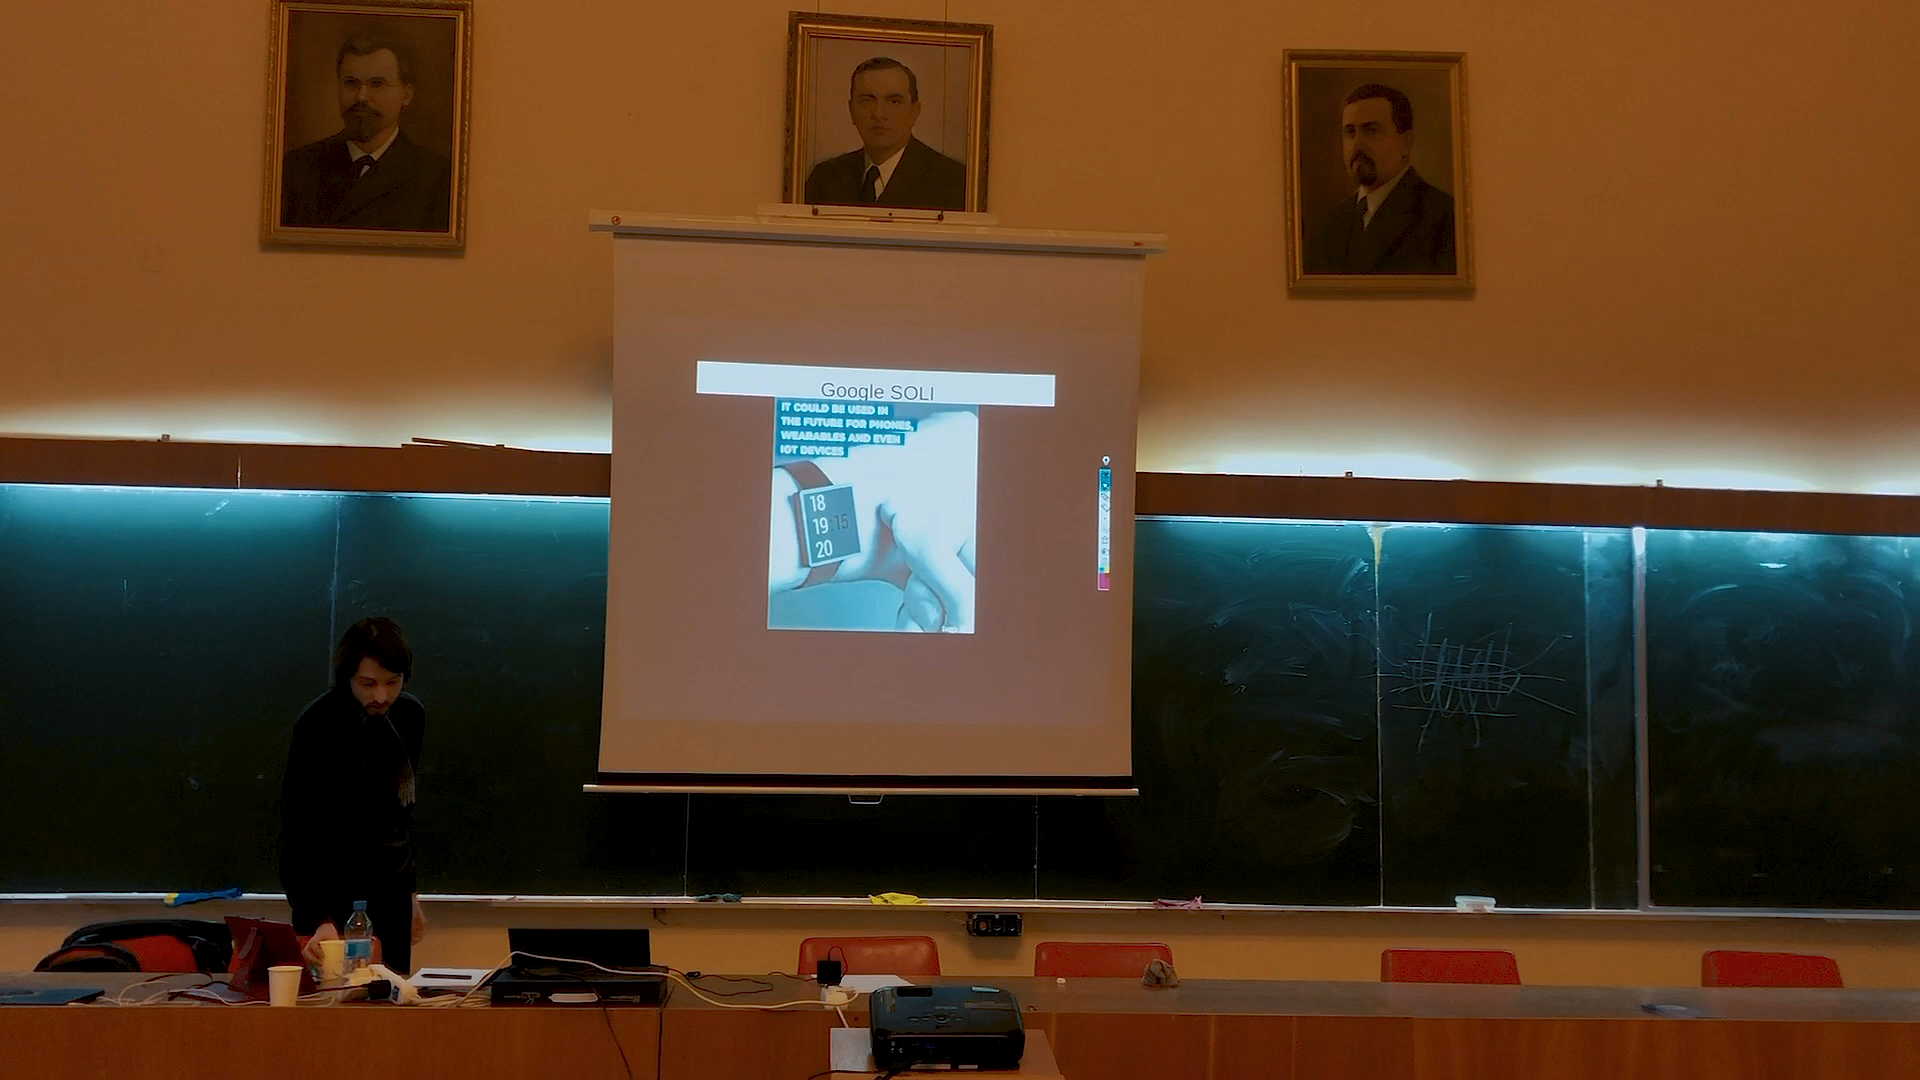 Google SOLI
IT COULD BE USED IN
THE FUTURE FOR PHONES,
WEARABLES AND EVEN
IOT DEVICES
18
19:15
20